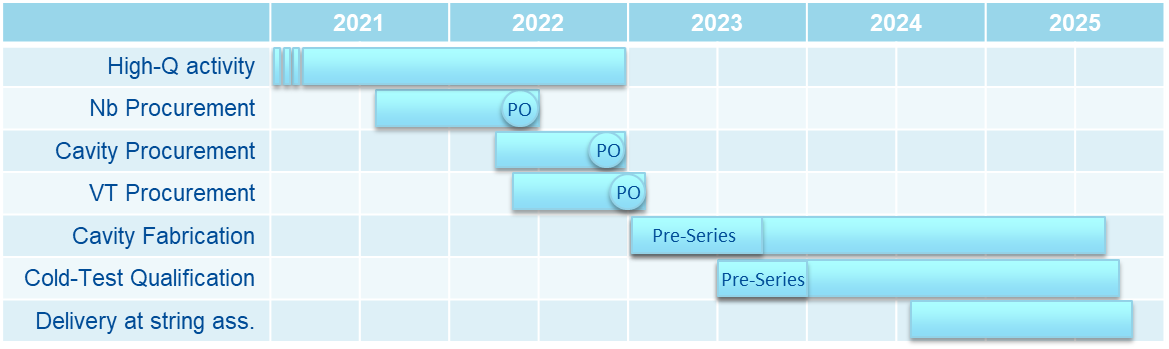 2021 2022 2023 2024 2025
High-Q activity
Nb Procurement PO
Cavity Procurement PO
VT Procurement PO
Cavity Fabrication Pre-Series
Cold-Test Qualification Pre-Series
Delivery at string ass.